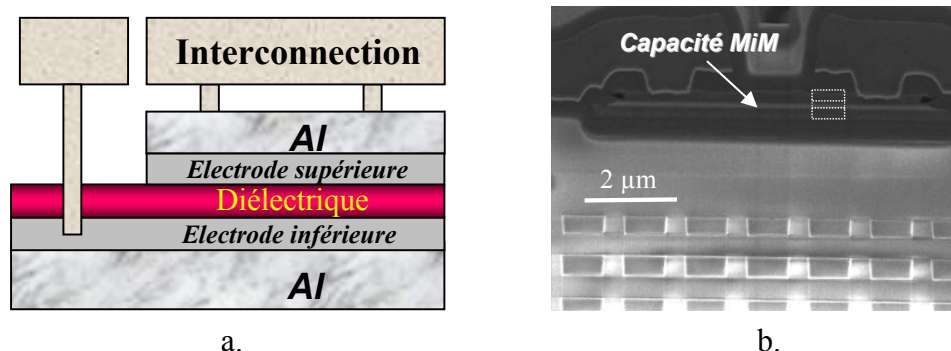 Interconnection
Al
Electrode supérieure
Diélectrique
Electrode inférieure
Al
a.
Capacité MiM
2 µm
b.